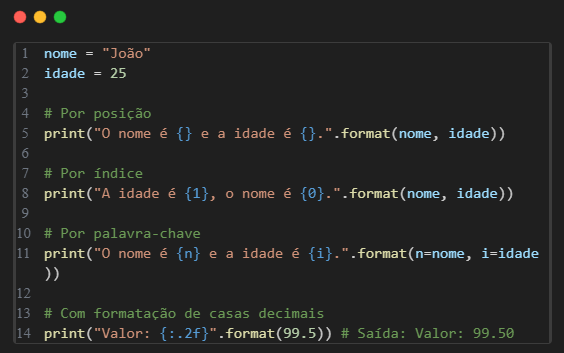 1 nome = "João"
2 idade = 25
3
4 # Por posição
5 print("O nome é {} e a idade é {}.".format(nome, idade))
6
7 # Por índice
8 print("A idade é {1}, o nome é {0}.".format(nome, idade))
9
10 # Por palavra-chave
11 print("O nome é {n} e a idade é {i}.".format(n=nome, i=idade
))
12
13 # Com formatação de casas decimais
14 print("Valor: {:.2f}".format(99.5)) # Saída: Valor: 99.50